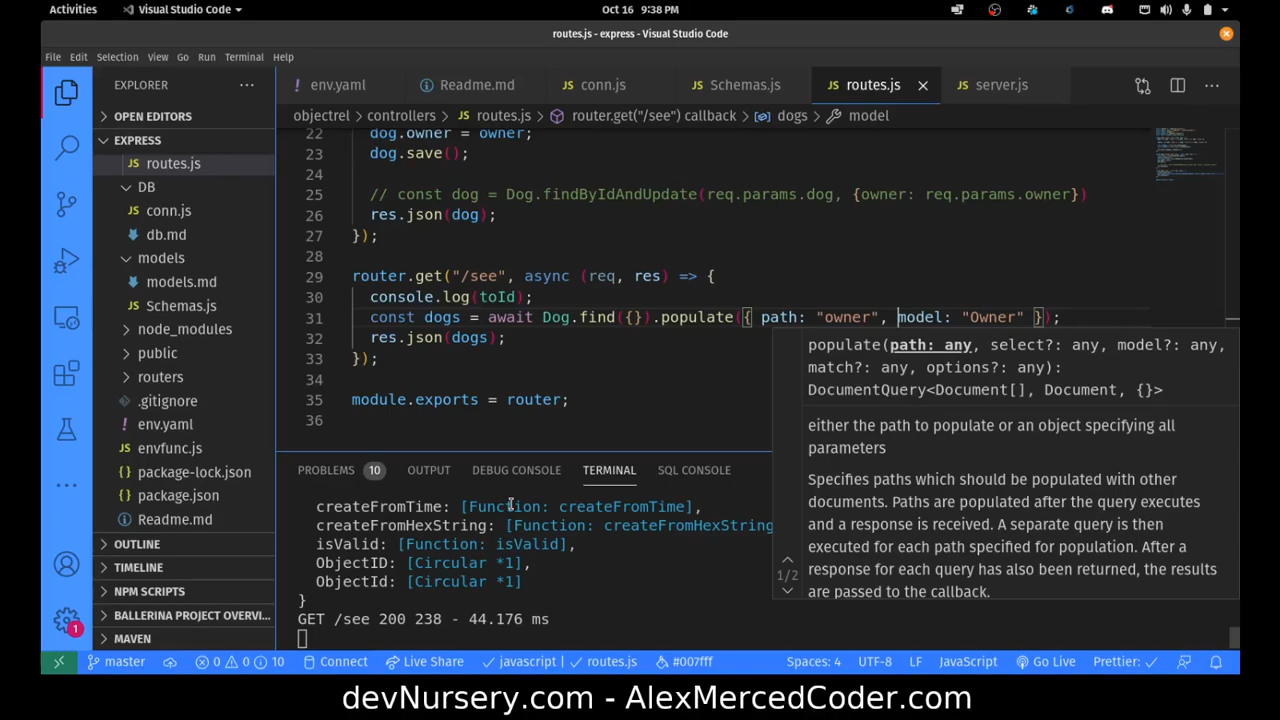 Activities
Visual Studio Code
Oct 16 9:38 PM
routes.js - express - Visual Studio Code
File Edit Selection View Go Run Terminal Help
EXPLORER
OPEN EDITORS
EXPRESS
routes.js
DB
conn.js
db.md
models
models.md
Schemas.js
node_modules
public
routers
.gitignore
env.yaml
envfunc.js
package-lock.json
package.json
Readme.md
OUTLINE
TIMELINE
NPM SCRIPTS
BALLERINA PROJECT OVERVI...
MAVEN
1
env.yaml Readme.md conn.js Schemas.js routes.js server.js
objectrel > controllers > routes.js > router.get("/see") callback > dogs > model
22 dog.owner = owner;
23 dog.save();
24
25 // const dog = Dog.findByIdAndUpdate(req.params.dog, {owner: req.params.owner})
26 res.json(dog);
27 });
28
29 router.get("/see", async (req, res) => {
30 console.log(toId);
31 const dogs = await Dog.find({}).populate({ path: "owner", model: "Owner" });
32 res.json(dogs);
33 });
34
35 module.exports = router;
36
populate(path: any, select?: any, model?: any,
match?: any, options?: any):
DocumentQuery<Document[], Document, {}>
either the path to populate or an object specifying all
parameters
Specifies paths which should be populated with other
documents. Paths are populated after the query executes
and a response is received. A separate query is then
executed for each path specified for population. After a
response for each query has also been returned, the results
are passed to the callback.
1/2
PROBLEMS 10 OUTPUT DEBUG CONSOLE TERMINAL SQL CONSOLE
createFromTime: [Function: createFromTime],
createFromHexString: [Function: createFromHexString
isValid: [Function: isValid],
ObjectID: [Circular *1],
ObjectId: [Circular *1]
}
GET /see 200 238 - 44.176 ms
master 0 0 10 Connect Live Share javascript | routes.js #007fff Spaces: 4 UTF-8 LF JavaScript Go Live Prettier:
devNursery.com - AlexMercedCoder.com